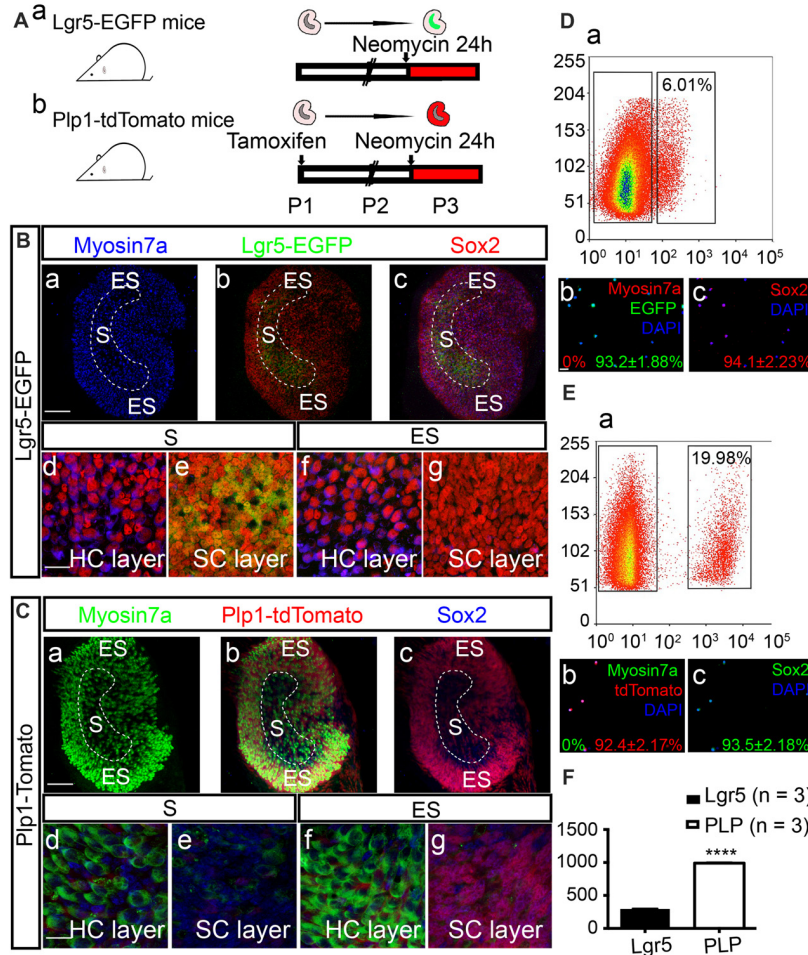 A
a
Lgr5-EGFP mice
Neomycin 24h
b
Plp1-tdTomato mice
Tamoxifen
Neomycin 24h
P1 P2 P3
B
Myosin7a Lgr5-EGFP Sox2
Lgr5-EGFP
a ES S ES
b ES S ES
c ES S ES
S ES
d HC layer
e SC layer
f HC layer
g SC layer
C
Myosin7a Plp1-tdTomato Sox2
Plp1-Tomato
a ES S ES
b ES S ES
c ES S ES
S ES
d HC layer
e SC layer
f HC layer
g SC layer
D
a
255
204
153
102
51
6.01%
10⁰ 10¹ 10² 10³ 10⁴ 10⁵
b
Myosin7a
EGFP
DAPI
0% 93.2±1.88%
c
Sox2
DAPI
94.1±2.23%
E
a
255
204
153
102
51
19.98%
10⁰ 10¹ 10² 10³ 10⁴ 10⁵
b
Myosin7a
tdTomato
DAPI
0% 92.4±2.17%
c
Sox2
DAPI
93.5±2.18%
F
Lgr5 (n = 3)
PLP (n = 3)
1500
1000
500
0
****
Lgr5 PLP